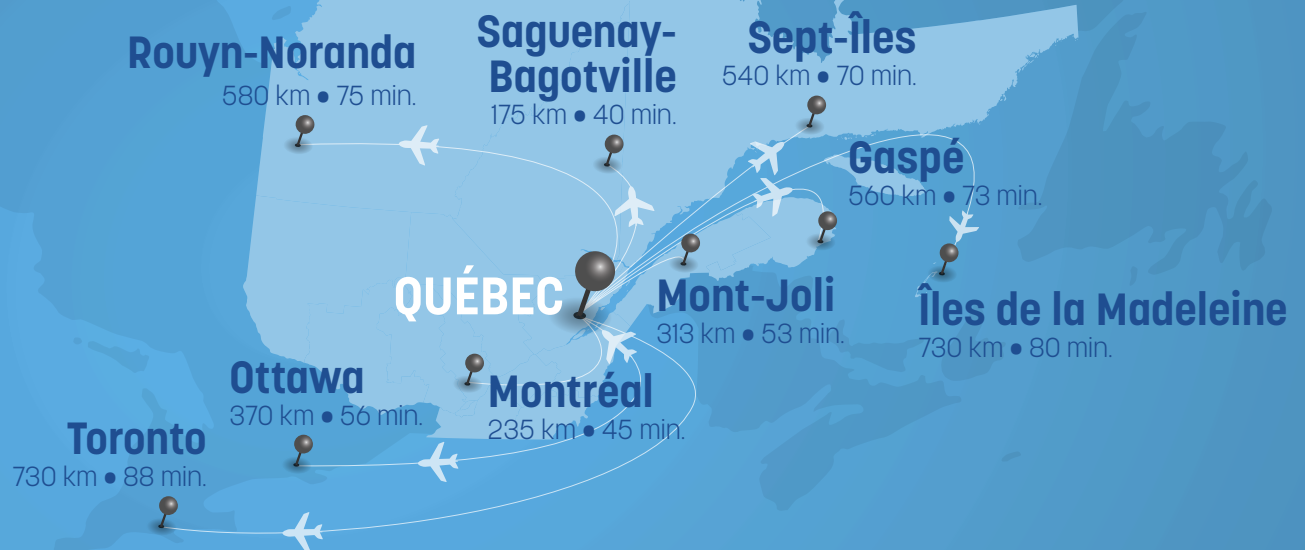 Rouyn-Noranda
580 km • 75 min.
Saguenay-
Bagotville
175 km • 40 min.
Sept-Îles
540 km • 70 min.
Gaspé
560 km • 73 min.
QUÉBEC
Mont-Joli
313 km • 53 min.
Îles de la Madeleine
730 km • 80 min.
Ottawa
370 km • 56 min.
Montréal
235 km • 45 min.
Toronto
730 km • 88 min.